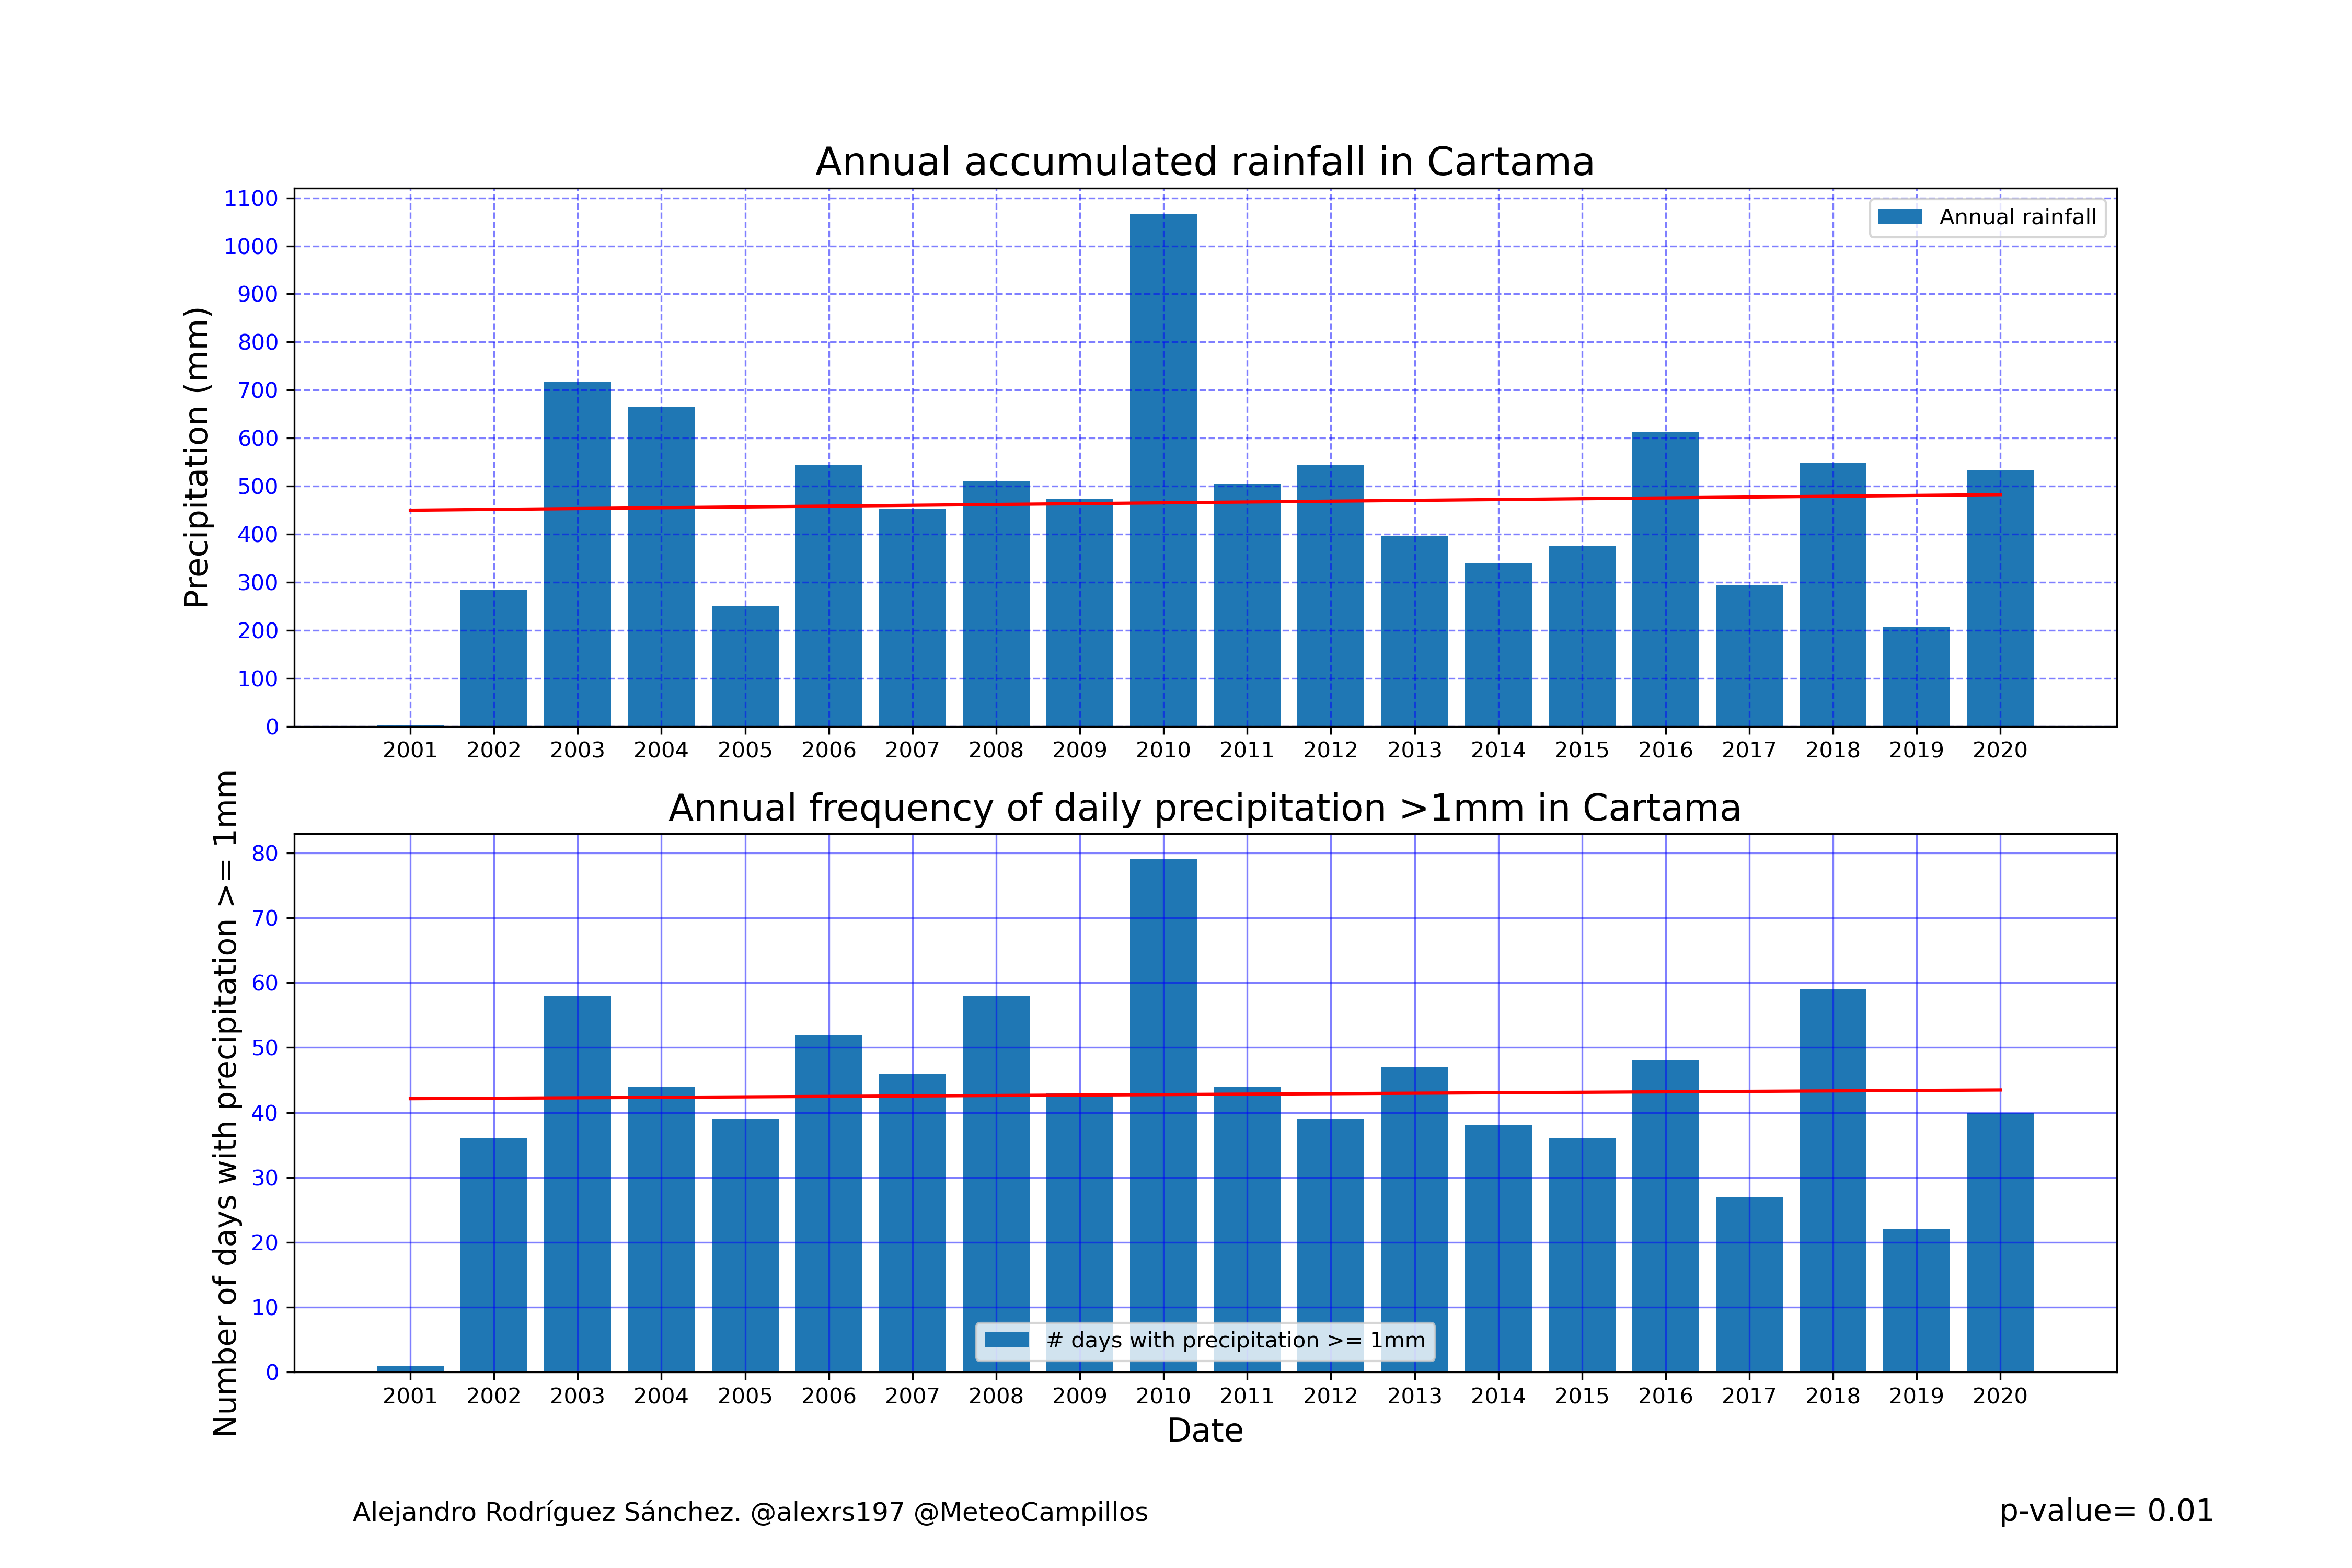 Annual accumulated rainfall in Cartama
Precipitation (mm)
1100
1000
900
800
700
600
500
400
300
200
100
0
Annual rainfall
2001 2002 2003 2004 2005 2006 2007 2008 2009 2010 2011 2012 2013 2014 2015 2016 2017 2018 2019 2020
Annual frequency of daily precipitation >1mm in Cartama
Number of days with precipitation >= 1mm
80
70
60
50
40
30
20
10
0
# days with precipitation >= 1mm
2001 2002 2003 2004 2005 2006 2007 2008 2009 2010 2011 2012 2013 2014 2015 2016 2017 2018 2019 2020
Date
Alejandro Rodríguez Sánchez. @alexrs197 @MeteoCampillos
p-value= 0.01